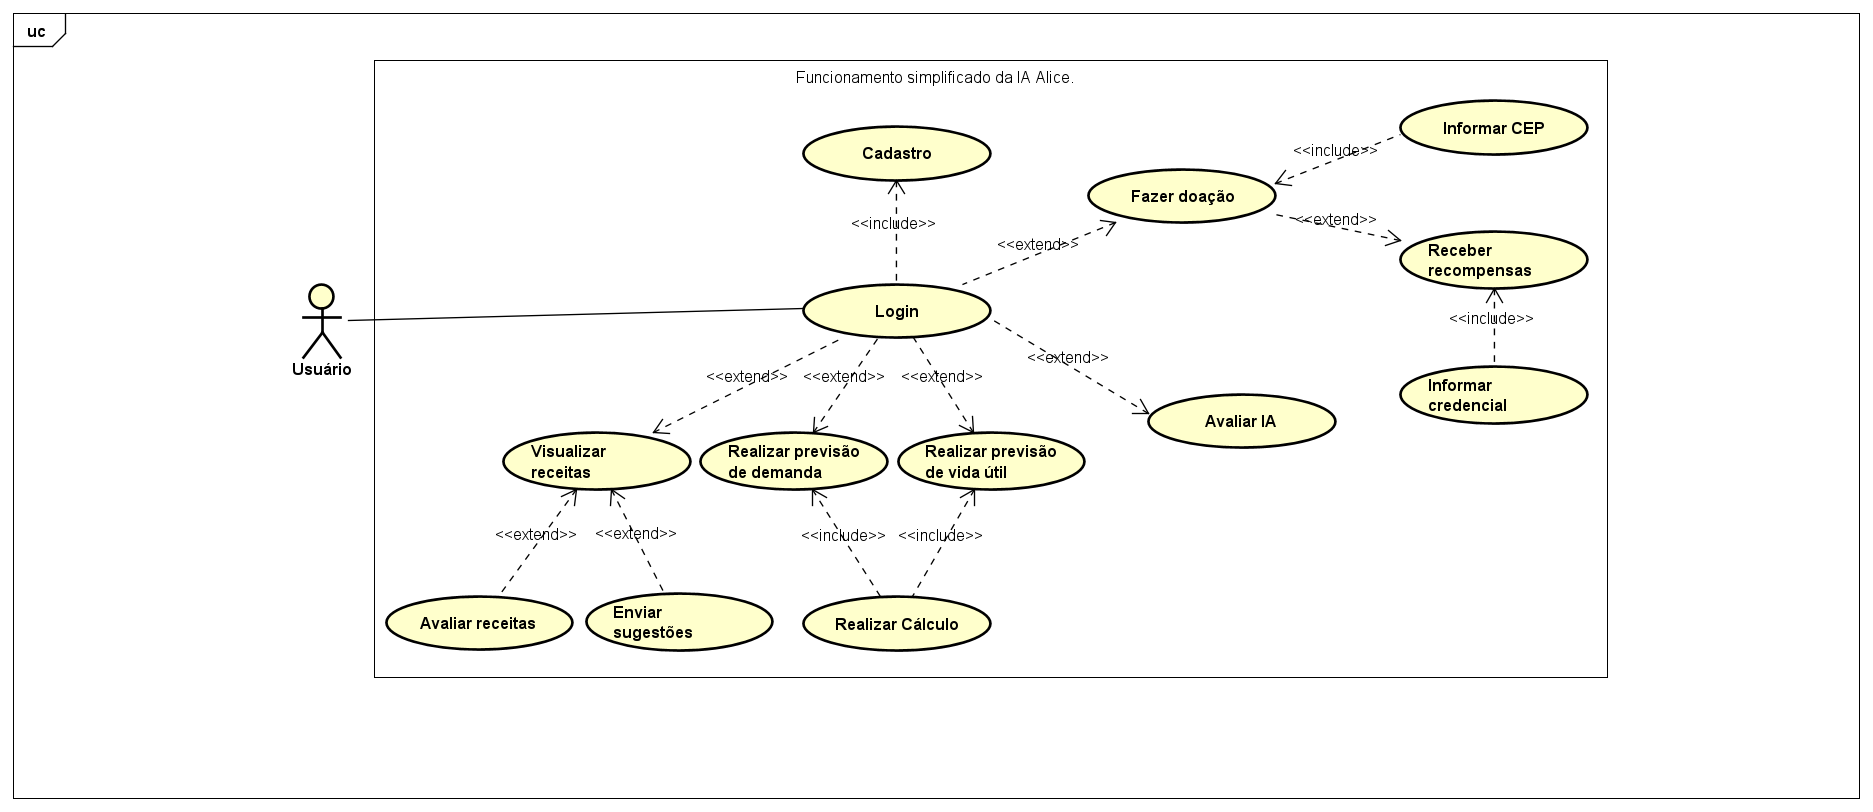 uc
Funcionamento simplificado da IA Alice.
Cadastro
Informar CEP
<<include>>
Fazer doação
<<include>>
<<extend>>
<<extend>>
Receber
recompensas
Login
<<include>>
Usuário
<<extend>>
<<extend>>
<<extend>>
<<extend>>
Informar
credencial
Avaliar IA
Visualizar
receitas
Realizar previsão
de demanda
Realizar previsão
de vida útil
<<extend>>
<<extend>>
<<include>>
<<include>>
Avaliar receitas
Enviar
sugestões
Realizar Cálculo